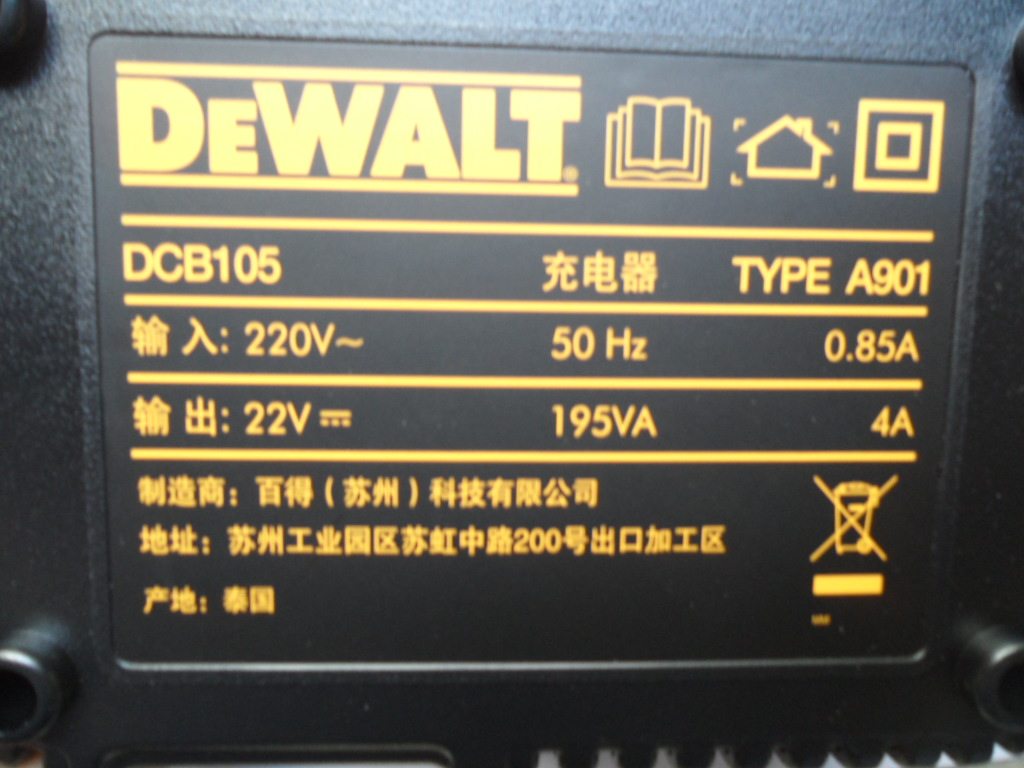 DEWALT®
DCB105 充电器 TYPE A901
输 入: 220V~ 50 Hz 0.85A
输 出: 22V⎓ 195VA 4A
制造商: 百得(苏州)科技有限公司
地址: 苏州工业园区苏虹中路200号出口加工区
产地: 泰国